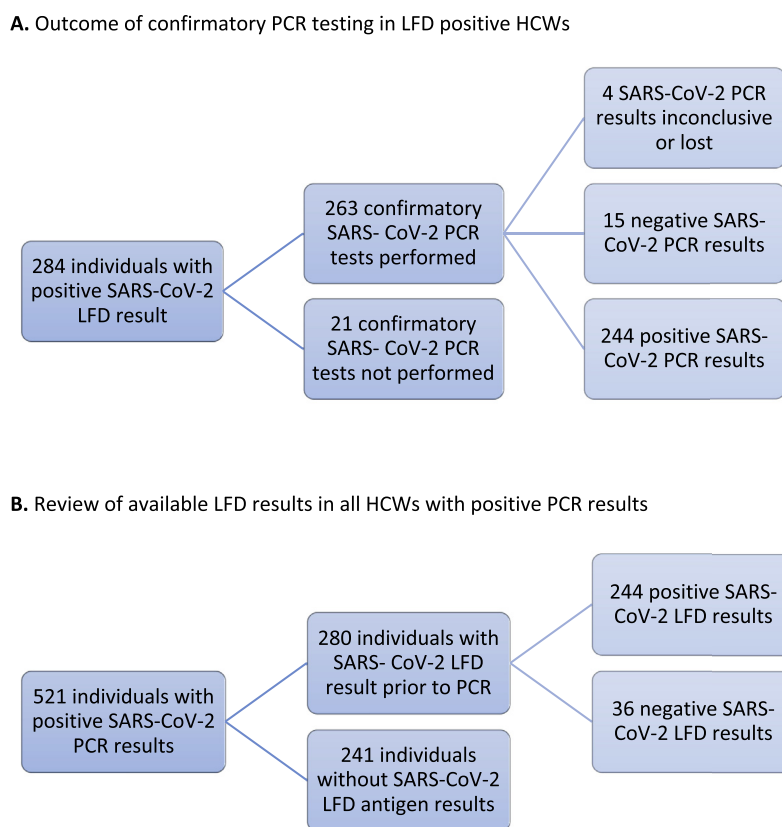 A. Outcome of confirmatory PCR testing in LFD positive HCWs
284 individuals with
positive SARS-CoV-2
LFD result
263 confirmatory
SARS- CoV-2 PCR
tests performed
21 confirmatory
SARS- CoV-2 PCR
tests not performed
4 SARS-CoV-2 PCR
results inconclusive
or lost
15 negative SARS-
CoV-2 PCR results
244 positive SARS-
CoV-2 PCR results
B. Review of available LFD results in all HCWs with positive PCR results
521 individuals with
positive SARS-CoV-2
PCR results
280 individuals with
SARS- CoV-2 LFD
result prior to PCR
241 individuals
without SARS-CoV-2
LFD antigen results
244 positive SARS-
CoV-2 LFD results
36 negative SARS-
CoV-2 LFD results